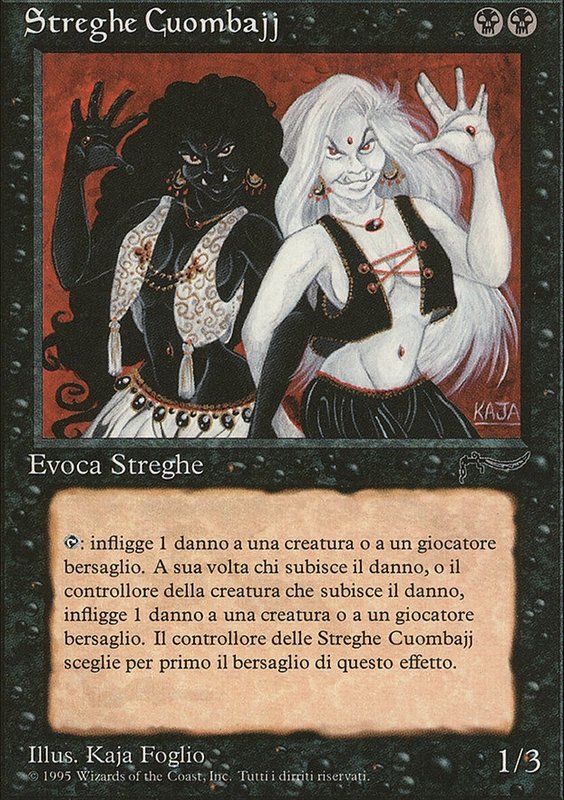 Streghe Cuombajj
KAJA
Evoca Streghe
: infligge 1 danno a una creatura o a un giocatore
bersaglio. A sua volta chi subisce il danno, o il
controllore della creatura che subisce il danno,
infligge 1 danno a una creatura o a un giocatore
bersaglio. Il controllore delle Streghe Cuombajj
sceglie per primo il bersaglio di questo effetto.
Illus. Kaja Foglio
1/3
© 1995 Wizards of the Coast, Inc. Tutti i dirriti riservati.